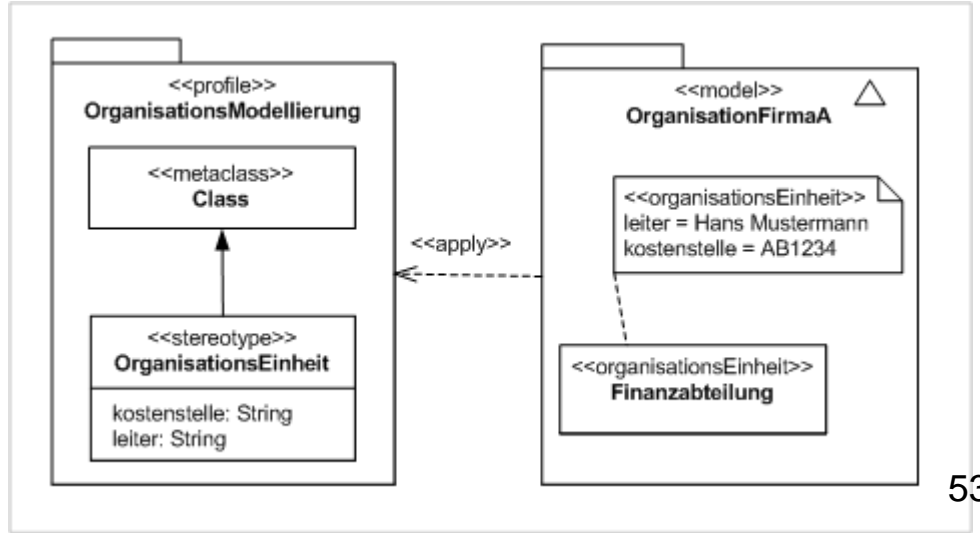 <<profile>>
OrganisationsModellierung
<<metaclass>>
Class
<<stereotype>>
OrganisationsEinheit
kostenstelle: String
leiter: String
<<apply>>
<<model>>
OrganisationFirmaA
<<organisationsEinheit>>
leiter = Hans Mustermann
kostenstelle = AB1234
<<organisationsEinheit>>
Finanzabteilung
53